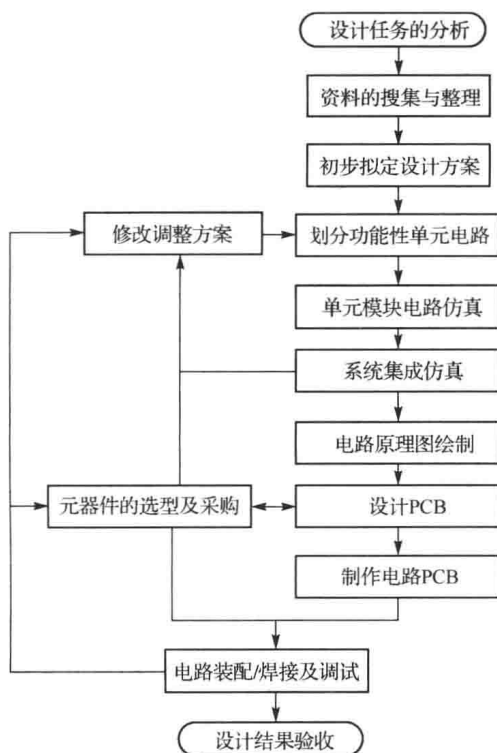 设计任务的分析
资料的搜集与整理
初步拟定设计方案
修改调整方案
划分功能性单元电路
单元模块电路仿真
系统集成仿真
电路原理图绘制
元器件的选型及采购
设计PCB
制作电路PCB
电路装配/焊接及调试
设计结果验收